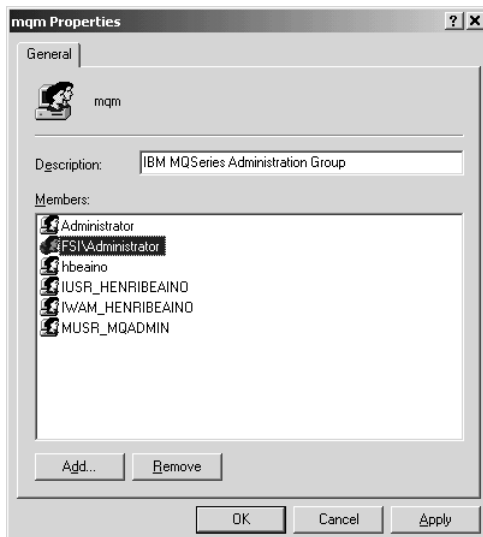 mqm Properties
General
mqm
Description: IBM MQSeries Administration Group
Members:
Administrator
FSI\Administrator
hbeaino
IUSR_HENRIBEAINO
IWAM_HENRIBEAINO
MUSR_MQADMIN
Add... Remove
OK Cancel Apply